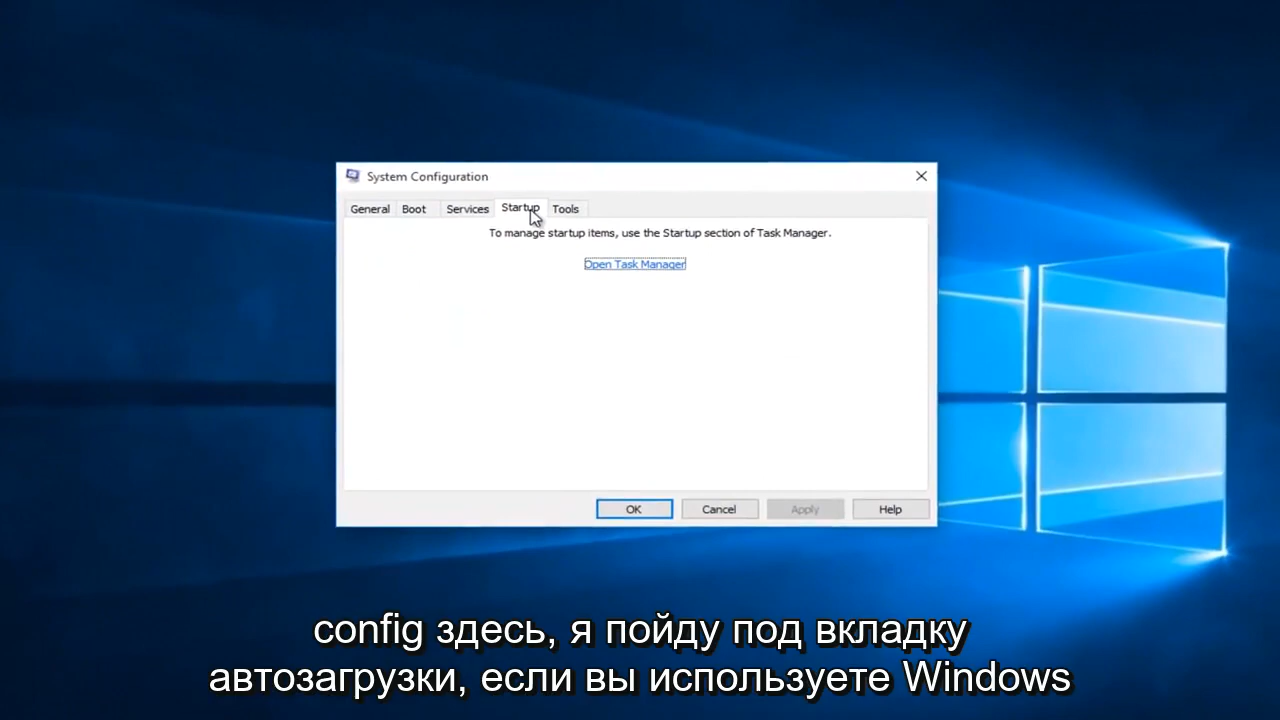 System Configuration
General Boot Services Startup Tools
To manage startup items, use the Startup section of Task Manager.
Open Task Manager
OK Cancel Apply Help
config здесь, я пойду под вкладку
автозагрузки, если вы используете Windows